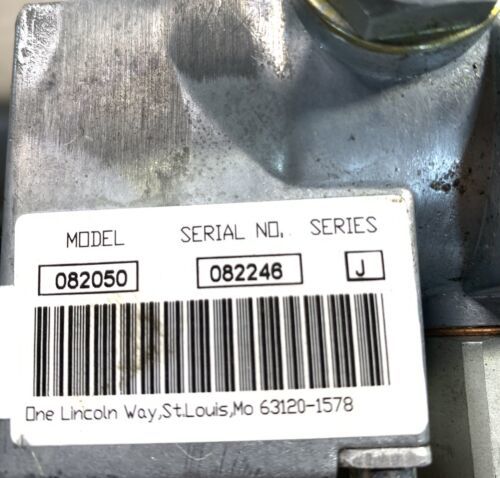 MODEL SERIAL NO. SERIES
082050 082246 J
One Lincoln Way,St.Louis,Mo 63120-1578